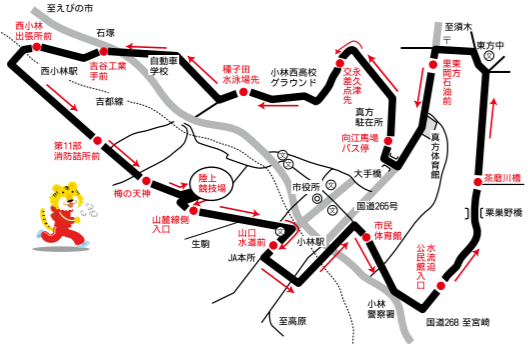 至えびの市
西小林
出張所前
石塚
吉谷工業
手前
自動車
学校
種子田
水泳場先
小林西高校
グラウンド
永久津
交差点先
至須木
〒
東方中
文
東方
里岡石油前
真方
駐在所
向江馬場
バス停
真方体育館
西小林駅
吉都線
第11部
消防詰所前
梅の天神
陸上
競技場
文
文
文
市役所
大手橋
国道265号
茶磨川橋
栗巣野橋
山麓線側
入口
生駒
山口
水道前
文
小林駅
市民
体育館
JA本所
水流迫
公民館入口
小林
警察署
至高原
国道268 至宮崎